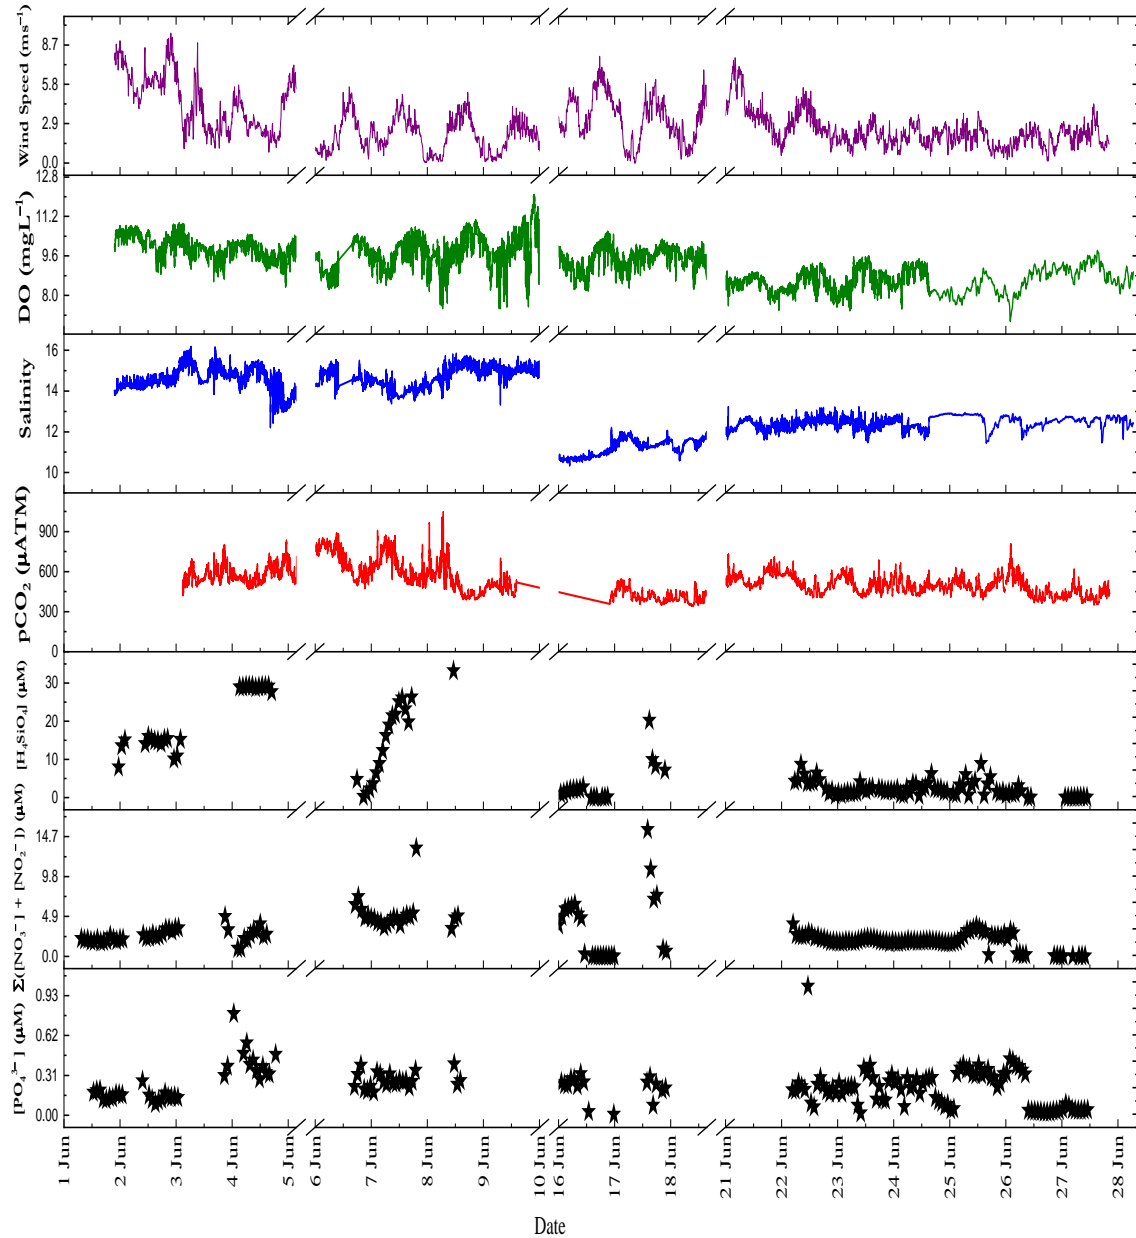 Wind Speed (ms⁻¹)
8.7
5.8
2.9
0.0
DO (mgL⁻¹)
12.8
11.2
9.6
8.0
Salinity
16
14
12
10
pCO₂ (μATM)
900
600
300
0
[H₄SiO₄] (μM)
30
20
10
0
Σ([NO₃⁻] + [NO₂⁻]) (μM)
14.7
9.8
4.9
0.0
[PO₄³⁻] (μM)
0.93
0.62
0.31
0.00
1 Jun
2 Jun
3 Jun
4 Jun
5 Jun
6 Jun
7 Jun
8 Jun
9 Jun
10 Jun
16 Jun
17 Jun
18 Jun
21 Jun
22 Jun
23 Jun
24 Jun
25 Jun
26 Jun
27 Jun
28 Jun
Date